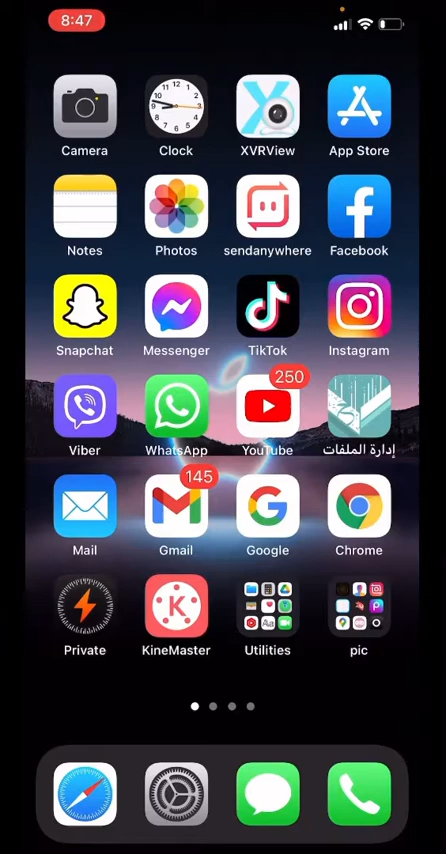 8:47
Camera Clock XVRView App Store
Notes Photos sendanywhere Facebook
Snapchat Messenger TikTok Instagram
250
Viber WhatsApp YouTube إدارة الملفات
145
Mail Gmail Google Chrome
Private KineMaster Utilities pic